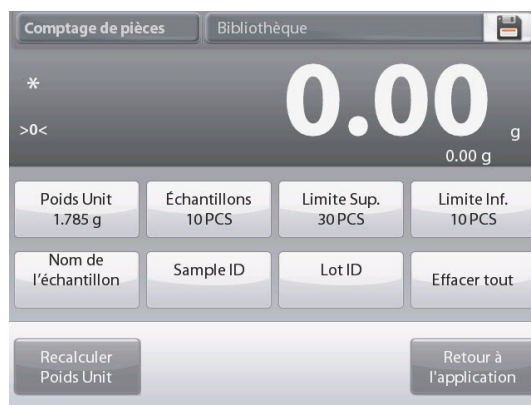 Comptage de pièces
Bibliothèque
*
0.00 g
>0<
0.00 g
Poids Unit
1.785 g
Échantillons
10 PCS
Limite Sup.
30 PCS
Limite Inf.
10 PCS
Nom de
l'échantillon
Sample ID
Lot ID
Effacer tout
Recalculer
Poids Unit
Retour à
l'application